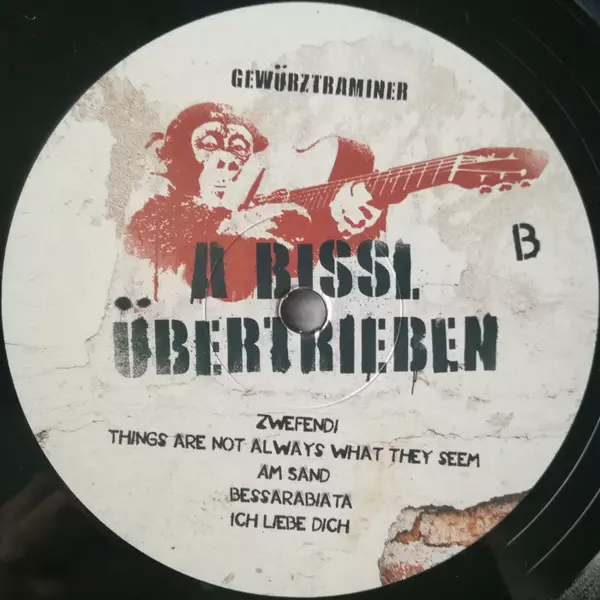 GEWÜRZTRAMINER
B
A BISSL
ÜBERTRIEBEN
ZWEFENDI
THINGS ARE NOT ALWAYS WHAT THEY SEEM
AM SAND
BESSARABIATA
ICH LIEBE DICH